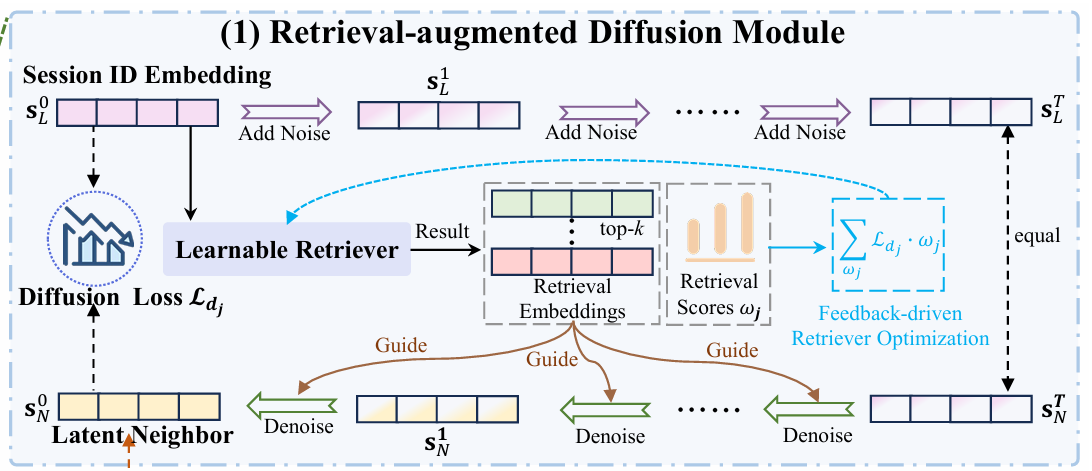 (1) Retrieval-augmented Diffusion Module
Session ID Embedding
s_L^0
s_L^1
s_L^T
Add Noise
Add Noise
......
Add Noise
Learnable Retriever
Result
top-k
Retrieval
Embeddings
Retrieval
Scores ω_j
∑_{ω_j} ℒ_{d_j} · ω_j
equal
Diffusion Loss ℒ_{d_j}
Feedback-driven
Retriever Optimization
Guide
Guide
Guide
s_N^0
Latent Neighbor
Denoise
s_N^1
Denoise
......
Denoise
s_N^T